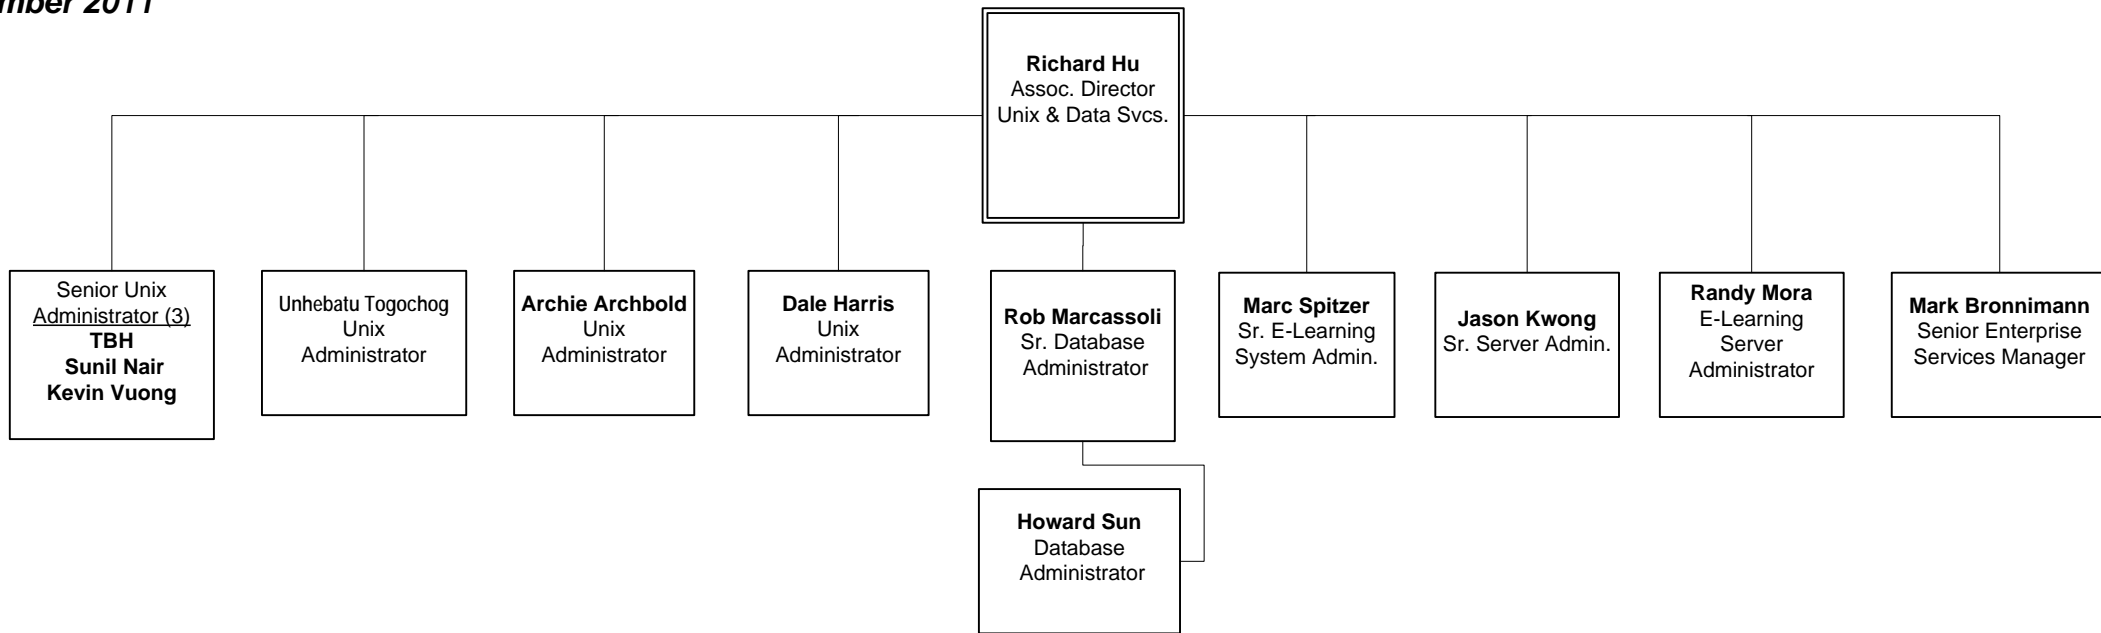 mber 2011
Richard Hu
Assoc. Director
Unix & Data Svcs.
Senior Unix
Administrator (3)
TBH
Sunil Nair
Kevin Vuong
Unhebatu Togochog
Unix
Administrator
Archie Archbold
Unix
Administrator
Dale Harris
Unix
Administrator
Rob Marcassoli
Sr. Database
Administrator
Marc Spitzer
Sr. E-Learning
System Admin.
Jason Kwong
Sr. Server Admin.
Randy Mora
E-Learning
Server
Administrator
Mark Bronnimann
Senior Enterprise
Services Manager
Howard Sun
Database
Administrator